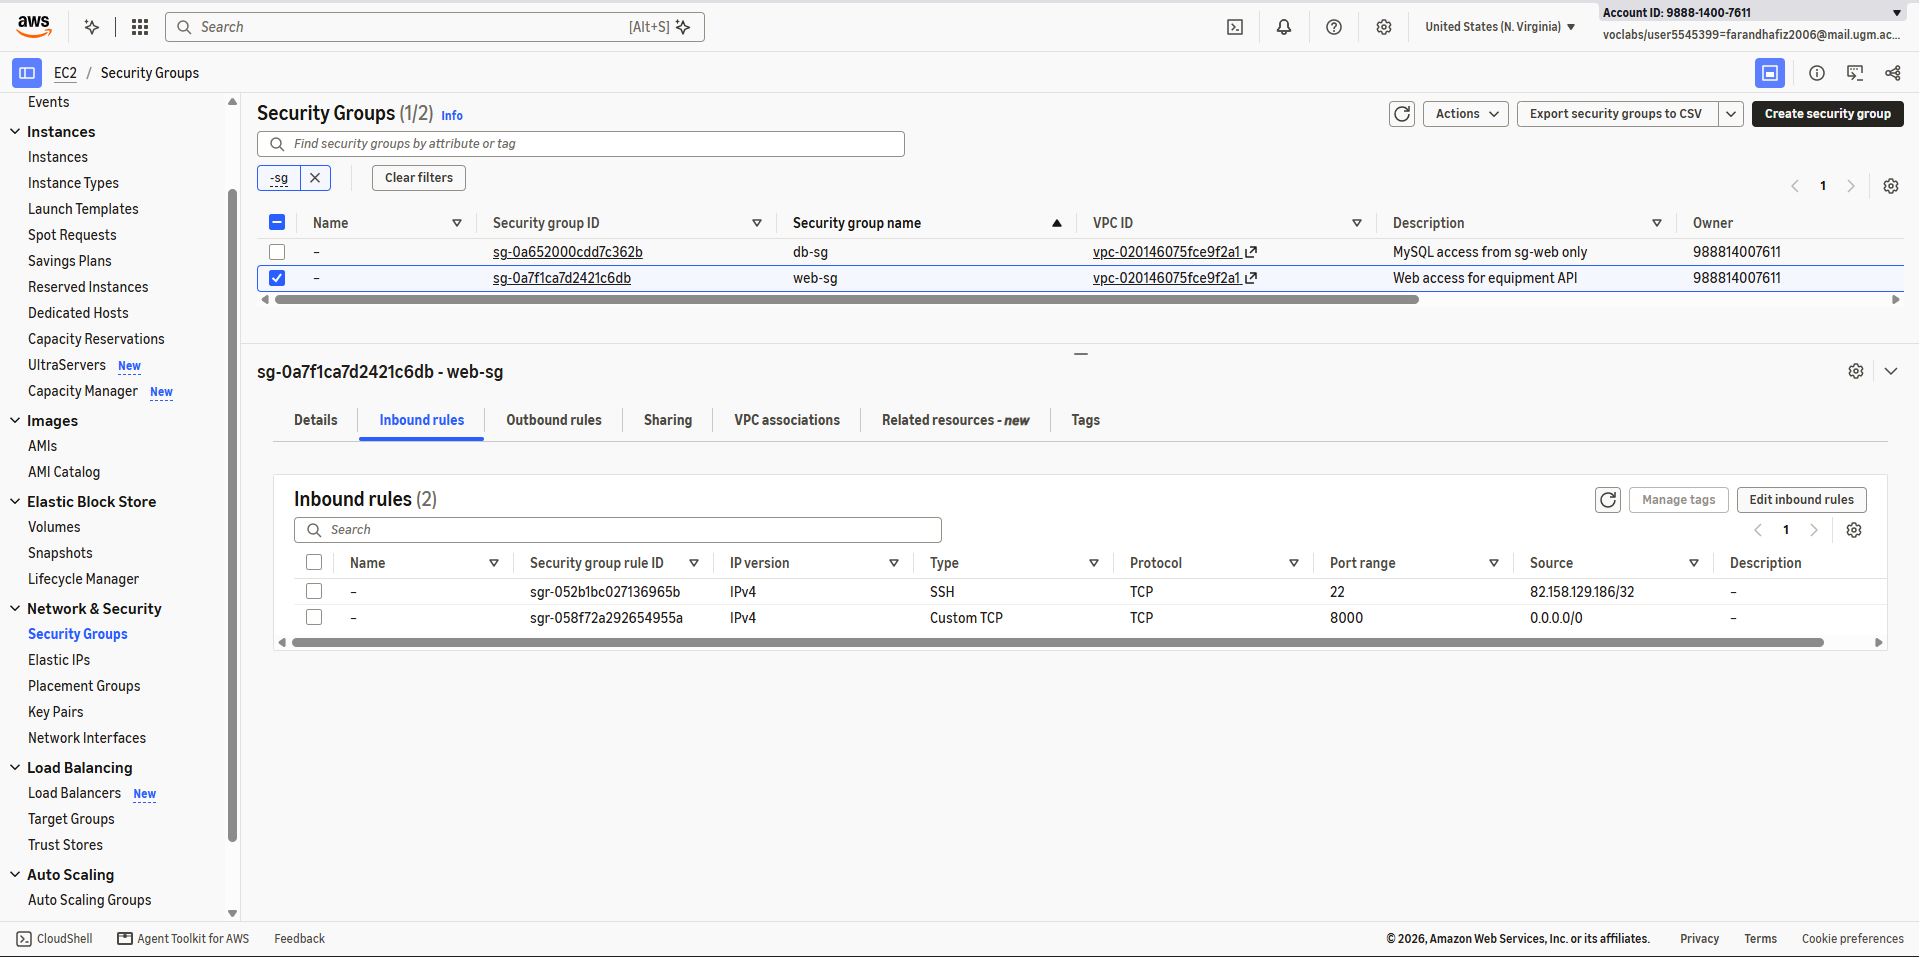 aws
Search
[Alt+S]
United States (N. Virginia)
Account ID: 9888-1400-7611
voclabs/user5545399=farandhafiz2006@mail.ugm.ac...
EC2 / Security Groups
Events
Instances
Instances
Instance Types
Launch Templates
Spot Requests
Savings Plans
Reserved Instances
Dedicated Hosts
Capacity Reservations
UltraServers New
Capacity Manager New
Images
AMIs
AMI Catalog
Elastic Block Store
Volumes
Snapshots
Lifecycle Manager
Network & Security
Security Groups
Elastic IPs
Placement Groups
Key Pairs
Network Interfaces
Load Balancing
Load Balancers New
Target Groups
Trust Stores
Auto Scaling
Auto Scaling Groups
Security Groups (1/2) Info
Actions
Export security groups to CSV
Create security group
Find security groups by attribute or tag
-sg
Clear filters
1
Name Security group ID Security group name VPC ID Description Owner
– sg-0a652000cdd7c362b db-sg vpc-020146075fce9f2a1 MySQL access from sg-web only 988814007611
– sg-0a7f1ca7d2421c6db web-sg vpc-020146075fce9f2a1 Web access for equipment API 988814007611
sg-0a7f1ca7d2421c6db - web-sg
Details Inbound rules Outbound rules Sharing VPC associations Related resources - new Tags
Inbound rules (2)
Manage tags
Edit inbound rules
Search
1
Name Security group rule ID IP version Type Protocol Port range Source Description
– sgr-052b1bc027136965b IPv4 SSH TCP 22 82.158.129.186/32 –
– sgr-058f72a292654955a IPv4 Custom TCP TCP 8000 0.0.0.0/0 –
CloudShell Agent Toolkit for AWS Feedback
© 2026, Amazon Web Services, Inc. or its affiliates. Privacy Terms Cookie preferences